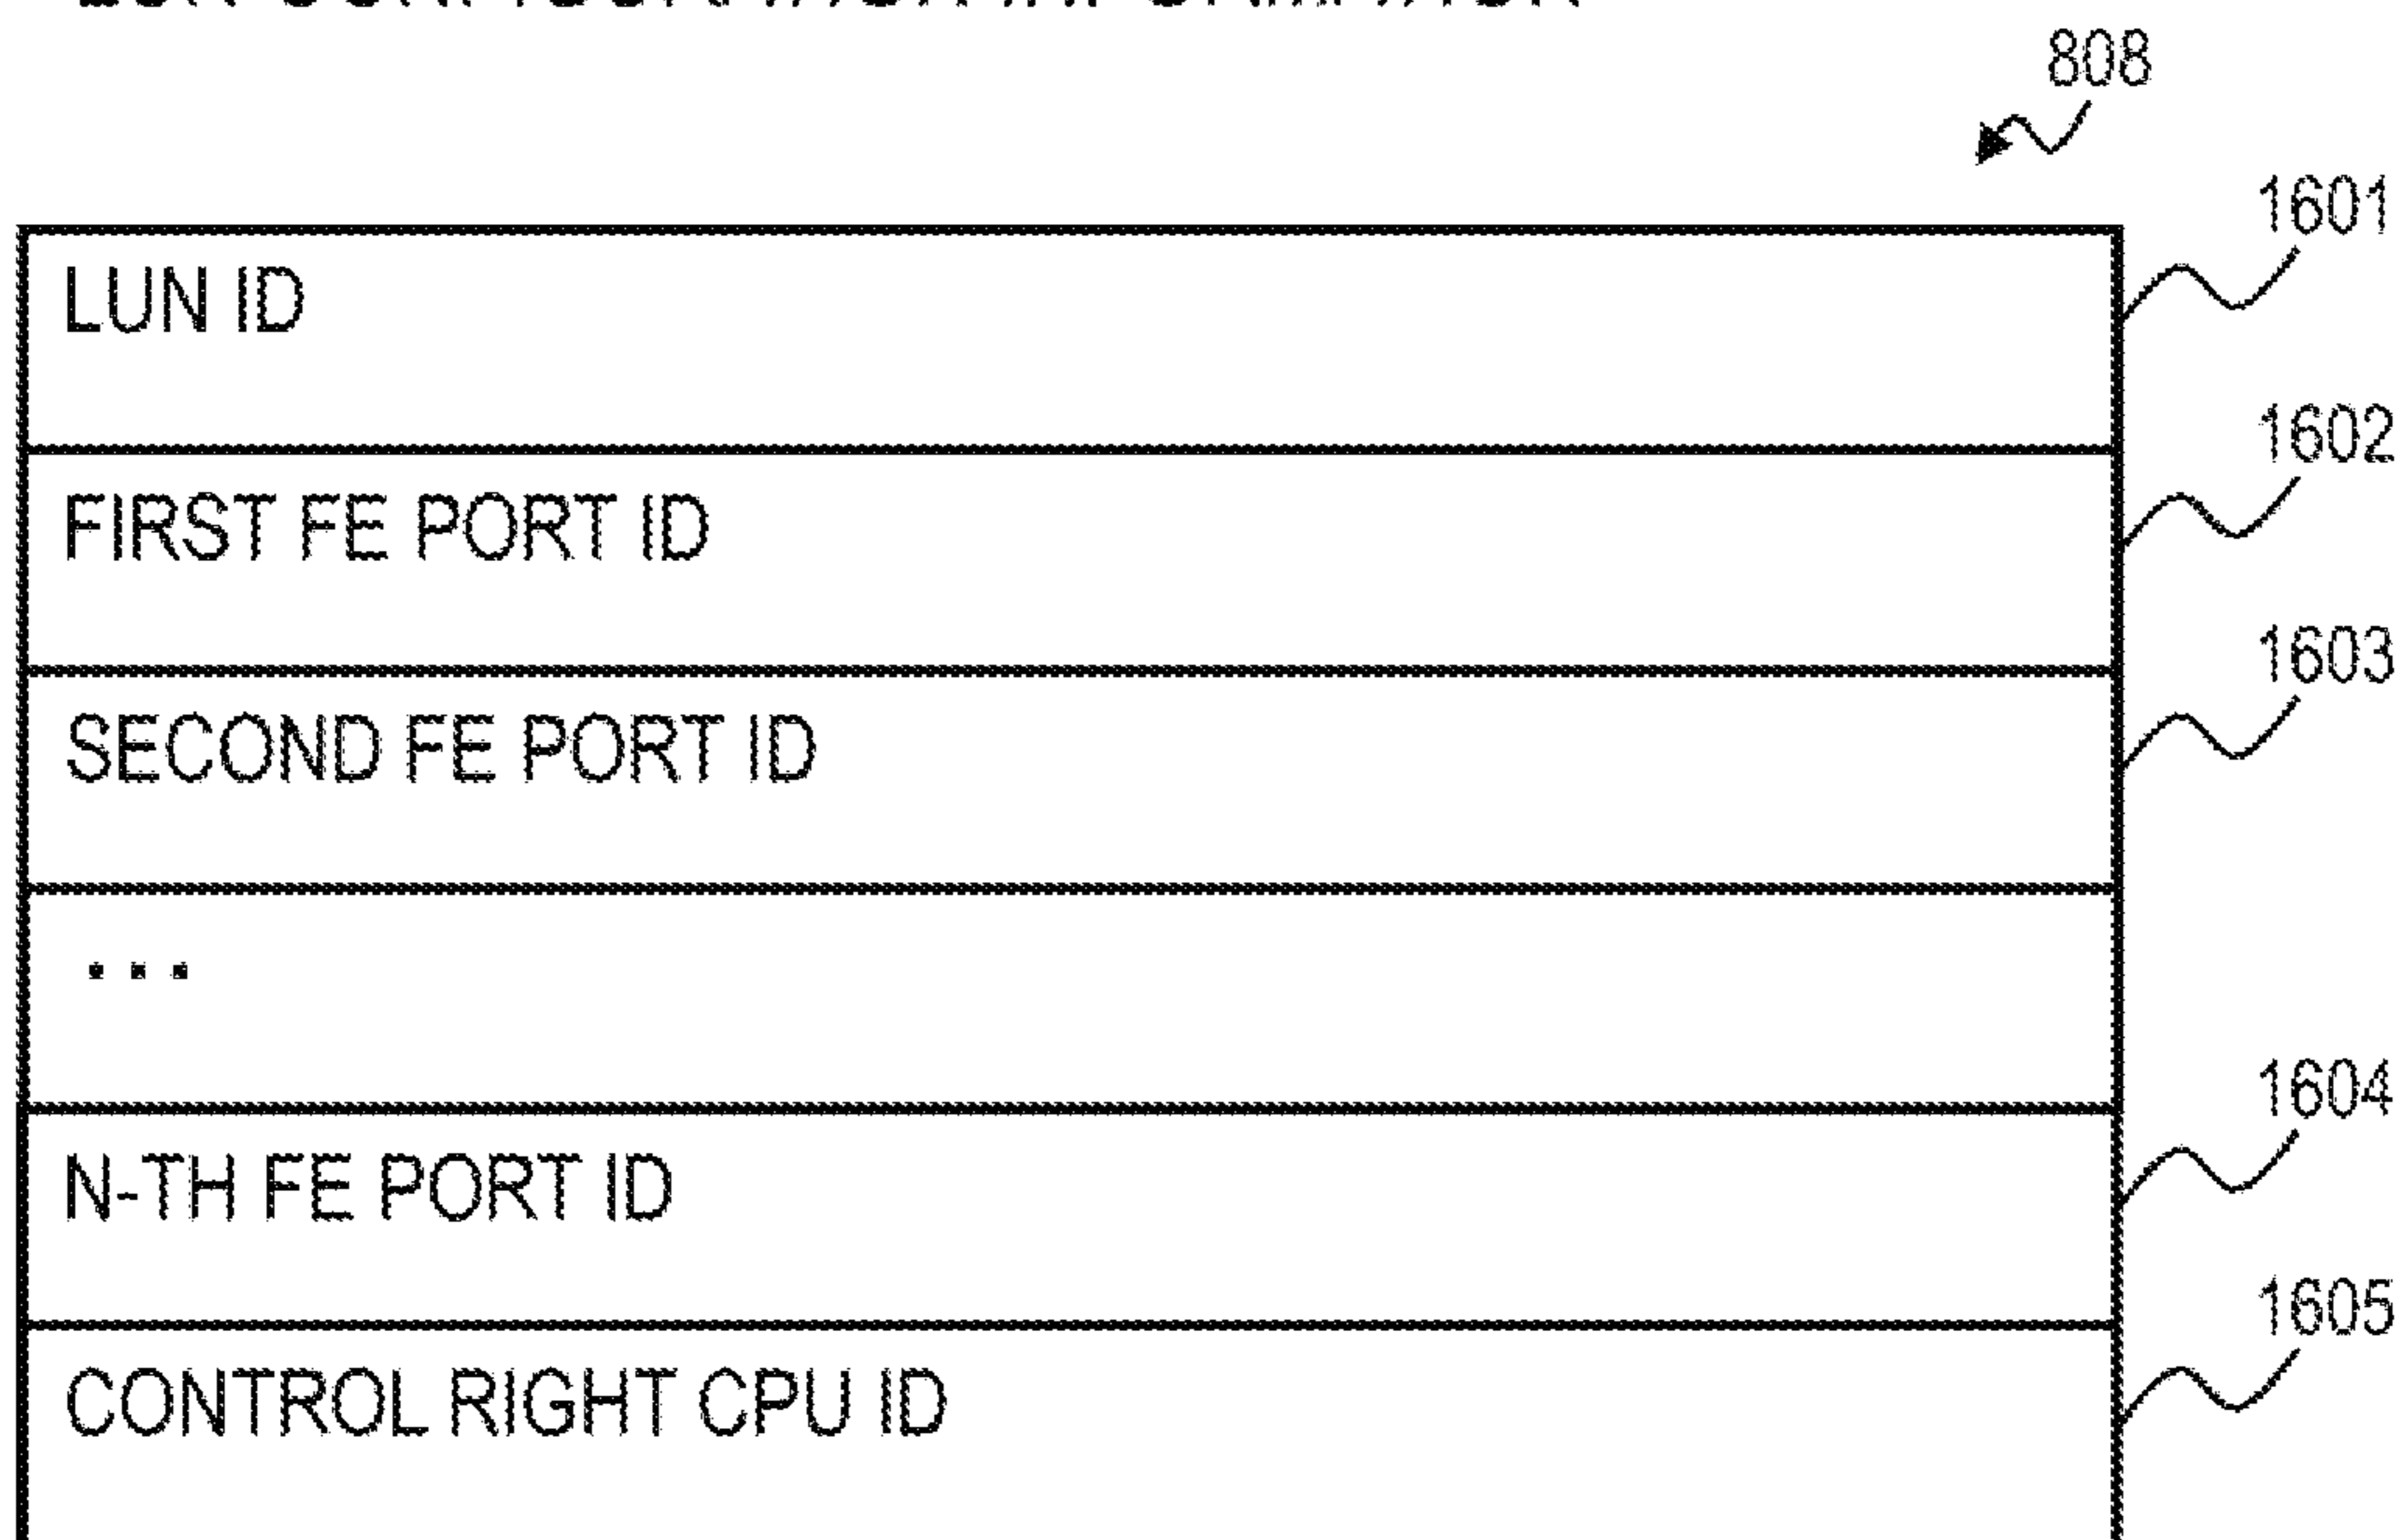 808
LUN ID
1601
FIRST FE PORT ID
1602
SECOND FE PORT ID
1603
...
N-TH FE PORT ID
1604
CONTROL RIGHT CPU ID
1605